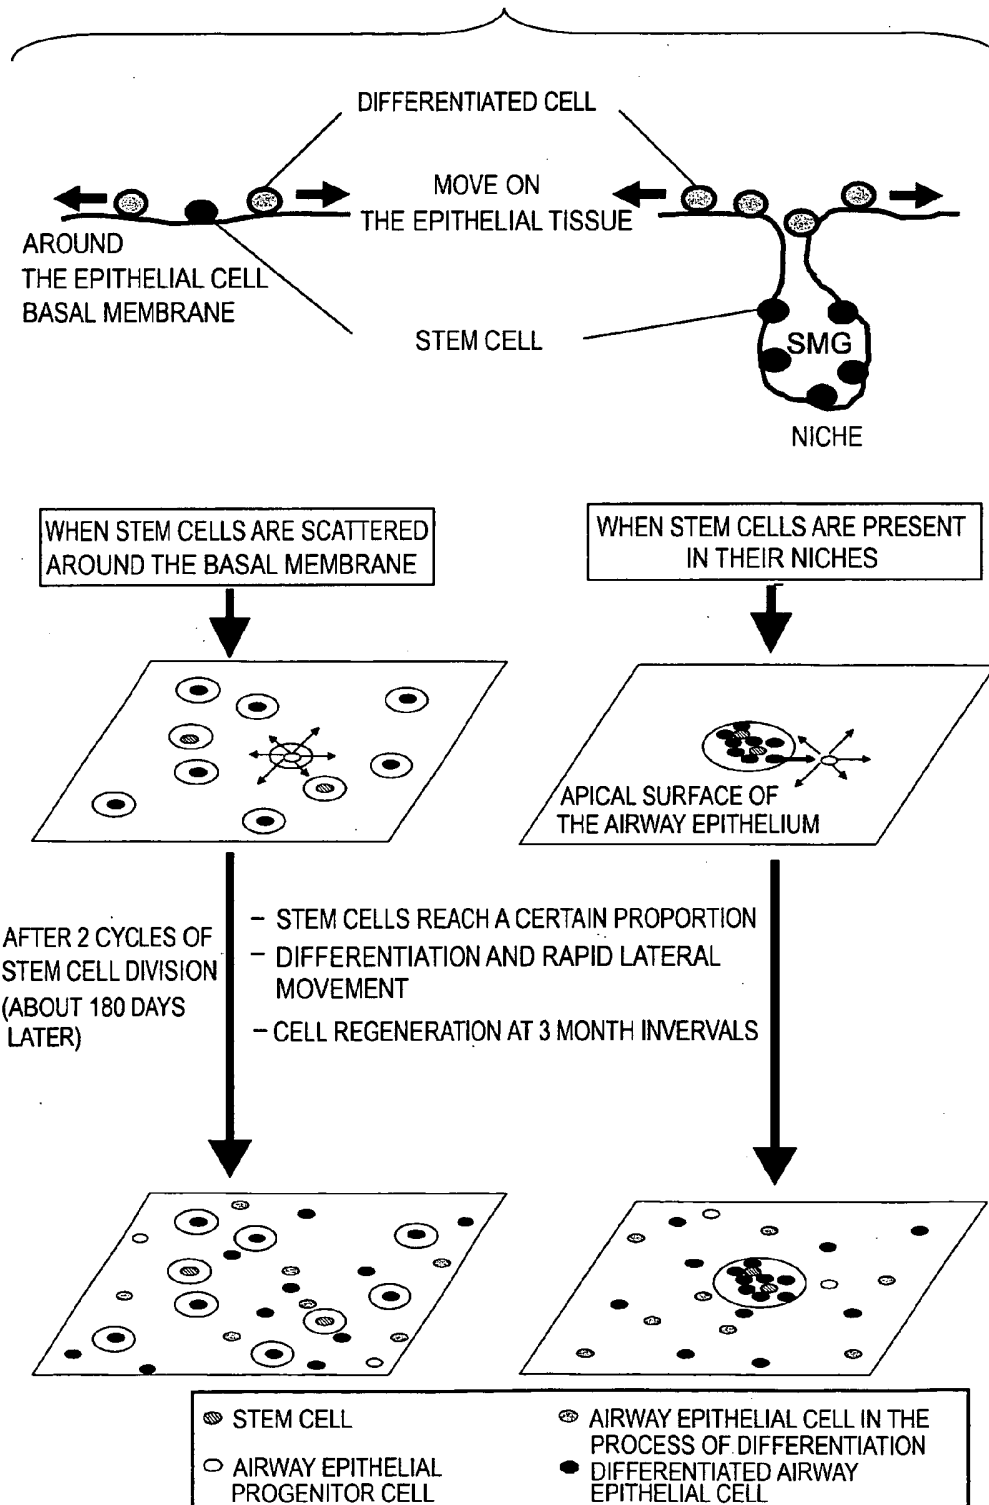 DIFFERENTIATED CELL
MOVE ON
THE EPITHELIAL TISSUE
AROUND
THE EPITHELIAL CELL
BASAL MEMBRANE
STEM CELL
SMG
NICHE
WHEN STEM CELLS ARE SCATTERED
AROUND THE BASAL MEMBRANE
WHEN STEM CELLS ARE PRESENT
IN THEIR NICHES
APICAL SURFACE OF
THE AIRWAY EPITHELIUM
AFTER 2 CYCLES OF
STEM CELL DIVISION
(ABOUT 180 DAYS
LATER)
– STEM CELLS REACH A CERTAIN PROPORTION
– DIFFERENTIATION AND RAPID LATERAL
MOVEMENT
– CELL REGENERATION AT 3 MONTH INVERVALS
STEM CELL
AIRWAY EPITHELIAL
PROGENITOR CELL
AIRWAY EPITHELIAL CELL IN THE
PROCESS OF DIFFERENTIATION
DIFFERENTIATED AIRWAY
EPITHELIAL CELL